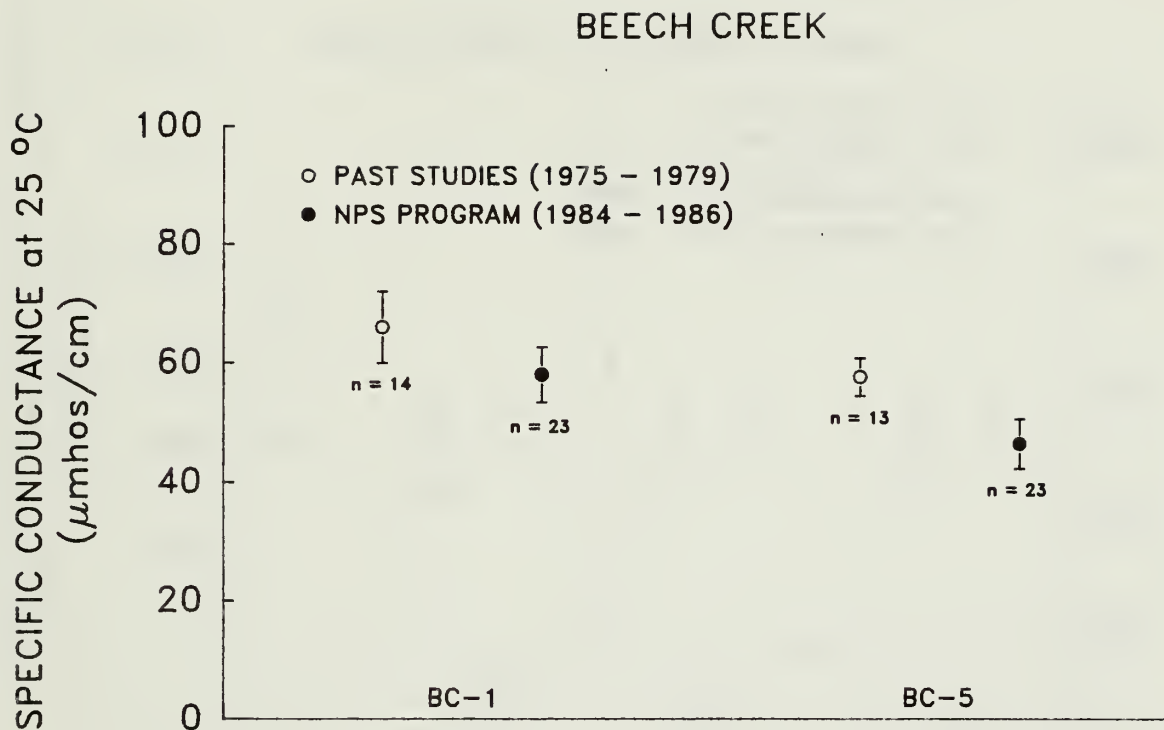 BEECH CREEK
SPECIFIC CONDUCTANCE at 25 °C
(μmhos/cm)
100
80
60
40
20
0
○ PAST STUDIES (1975 – 1979)
● NPS PROGRAM (1984 – 1986)
n = 14
n = 23
n = 13
n = 23
BC–1
BC–5